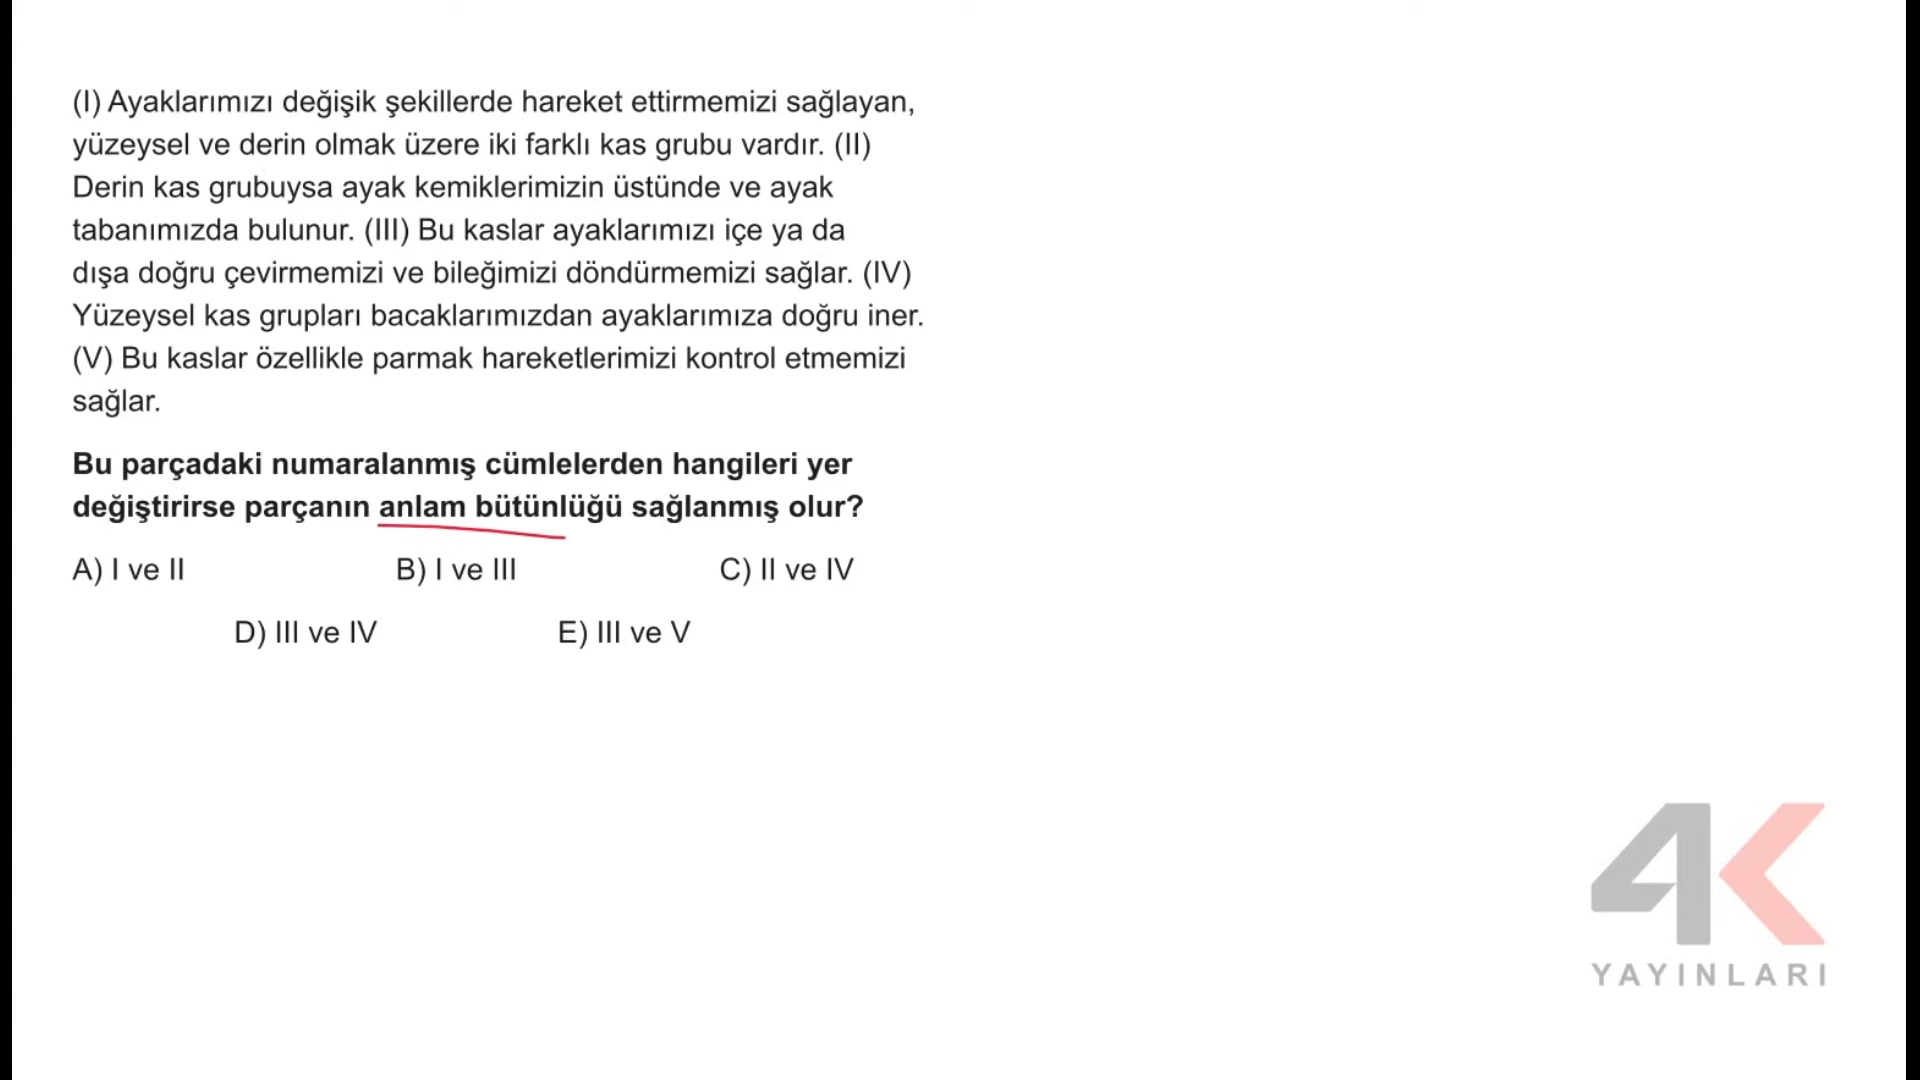 (I) Ayaklarımızı değişik şekillerde hareket ettirmemizi sağlayan,
yüzeysel ve derin olmak üzere iki farklı kas grubu vardır. (II)
Derin kas grubuysa ayak kemiklerimizin üstünde ve ayak
tabanımızda bulunur. (III) Bu kaslar ayaklarımızı içe ya da
dışa doğru çevirmemizi ve bileğimizi döndürmemizi sağlar. (IV)
Yüzeysel kas grupları bacaklarımızdan ayaklarımıza doğru iner.
(V) Bu kaslar özellikle parmak hareketlerimizi kontrol etmemizi
sağlar.
Bu parçadaki numaralanmış cümlelerden hangileri yer
değiştirirse parçanın anlam bütünlüğü sağlanmış olur?
A) I ve II B) I ve III C) II ve IV
D) III ve IV E) III ve V
4K
YAYINLARI